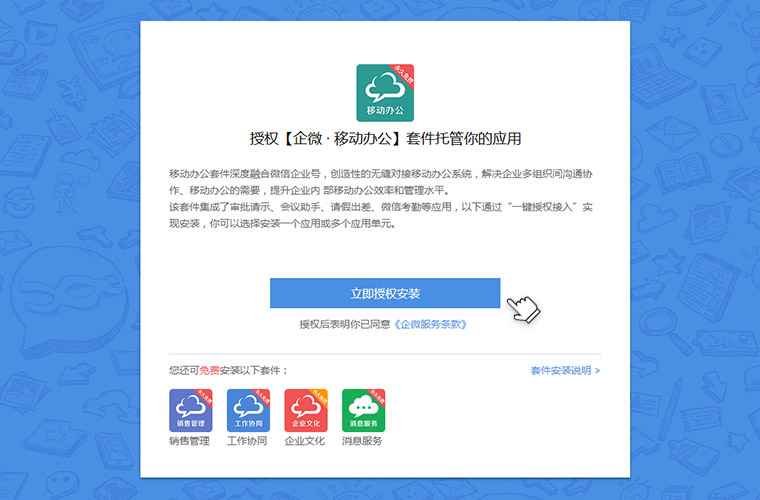 永久免费
移动办公
授权【企微 · 移动办公】套件托管你的应用
移动办公套件深度融合微信企业号，创造性的无缝对接移动办公系统，解决企业多组织间沟通协
作、移动办公的需要，提升企业内 部移动办公效率和管理水平。
该套件集成了审批请示、会议助手、请假出差、微信考勤等应用，以下通过“一键授权接入”实
现安装，你可以选择安装一个应用或多个应用单元。
立即授权安装
授权后表明你已同意《企微服务条款》
您还可免费安装以下套件：
套件安装说明 >
永久免费
销售管理
永久免费
工作协同
永久免费
企业文化
永久免费
消息服务
销售管理
工作协同
企业文化
消息服务